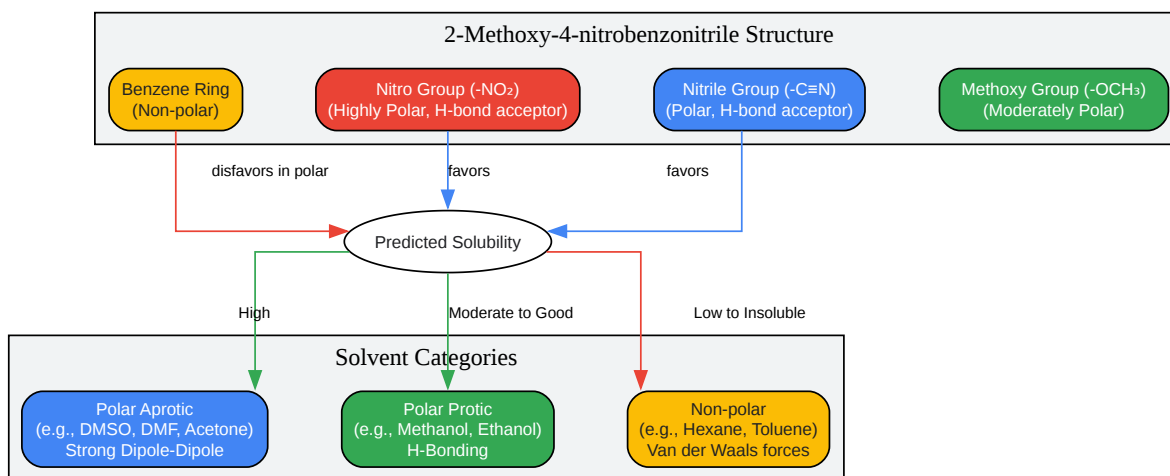 2-Methoxy-4-nitrobenzonitrile Structure
Benzene Ring
(Non-polar)
Nitro Group (-NO₂)
(Highly Polar, H-bond acceptor)
Nitrile Group (-C≡N)
(Polar, H-bond acceptor)
Methoxy Group (-OCH₃)
(Moderately Polar)
disfavors in polar
favors
favors
Predicted Solubility
High
Moderate to Good
Low to Insoluble
Solvent Categories
Polar Aprotic
(e.g., DMSO, DMF, Acetone)
Strong Dipole-Dipole
Polar Protic
(e.g., Methanol, Ethanol)
H-Bonding
Non-polar
(e.g., Hexane, Toluene)
Van der Waals forces